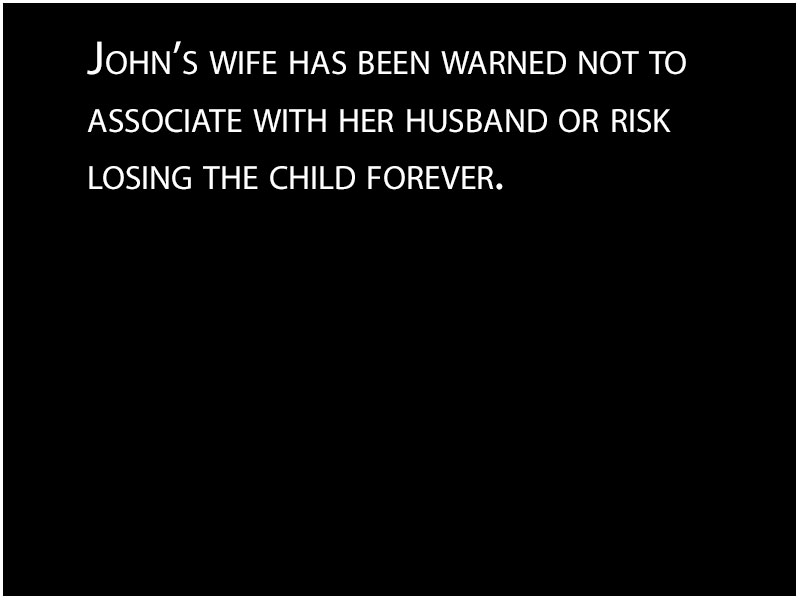 John's wife has been warned not to
associate with her husband or risk
losing the child forever.